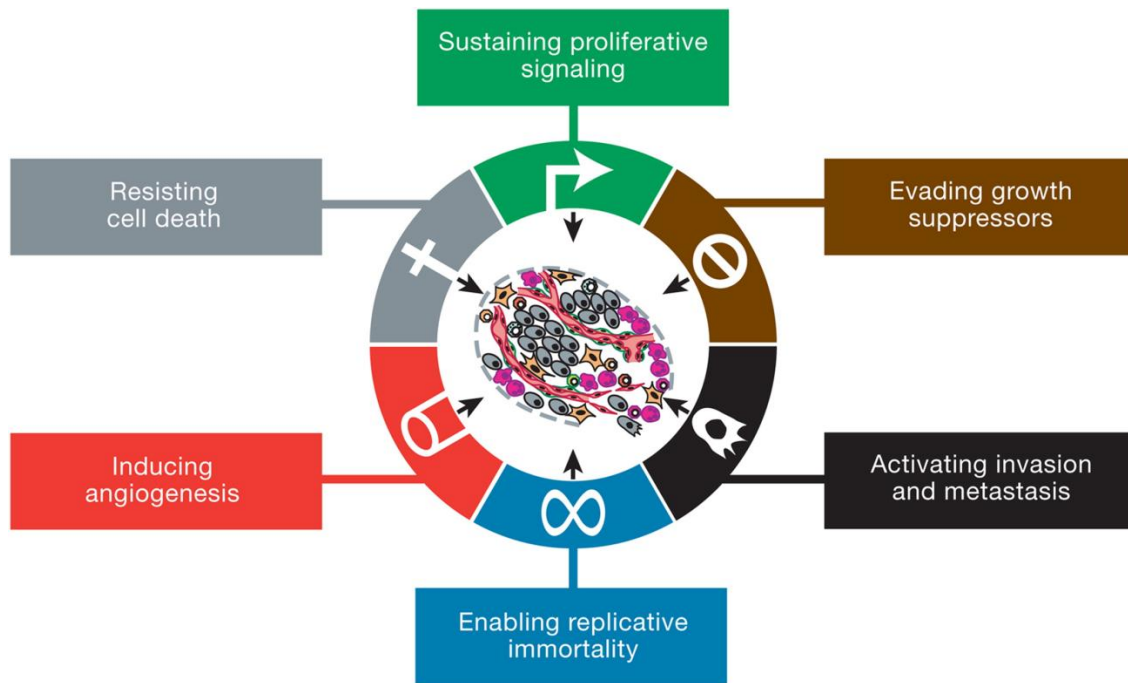 Sustaining proliferative
signaling
Resisting
cell death
Evading growth
suppressors
Inducing
angiogenesis
Activating invasion
and metastasis
Enabling replicative
immortality